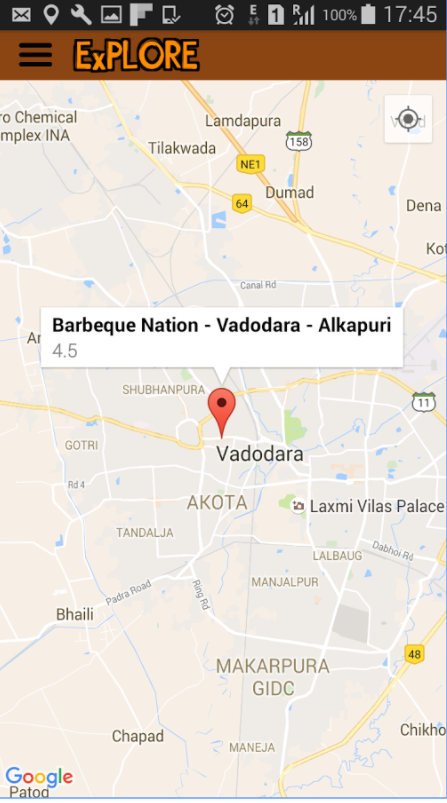 E 1 R 100% 17:45
ExPLORE
ro Chemical
mplex INA
Lamdapura
158
Tilakwada
NE1
Dumad
64
Dena
Kot
Canal Rd
Ar
Barbeque Nation - Vadodara - Alkapuri
4.5
SHUBHANPURA
11
GOTRI
Vadodara
Rd 4
AKOTA
Laxmi Vilas Palace
TANDALJA
Dabhoi Rd
LALBAUG
MANJALPUR
Padra Road
Ring Rd
Bhaili
48
MAKARPURA
GIDC
Chikho
Chapad
MANEJA
Google
Patod